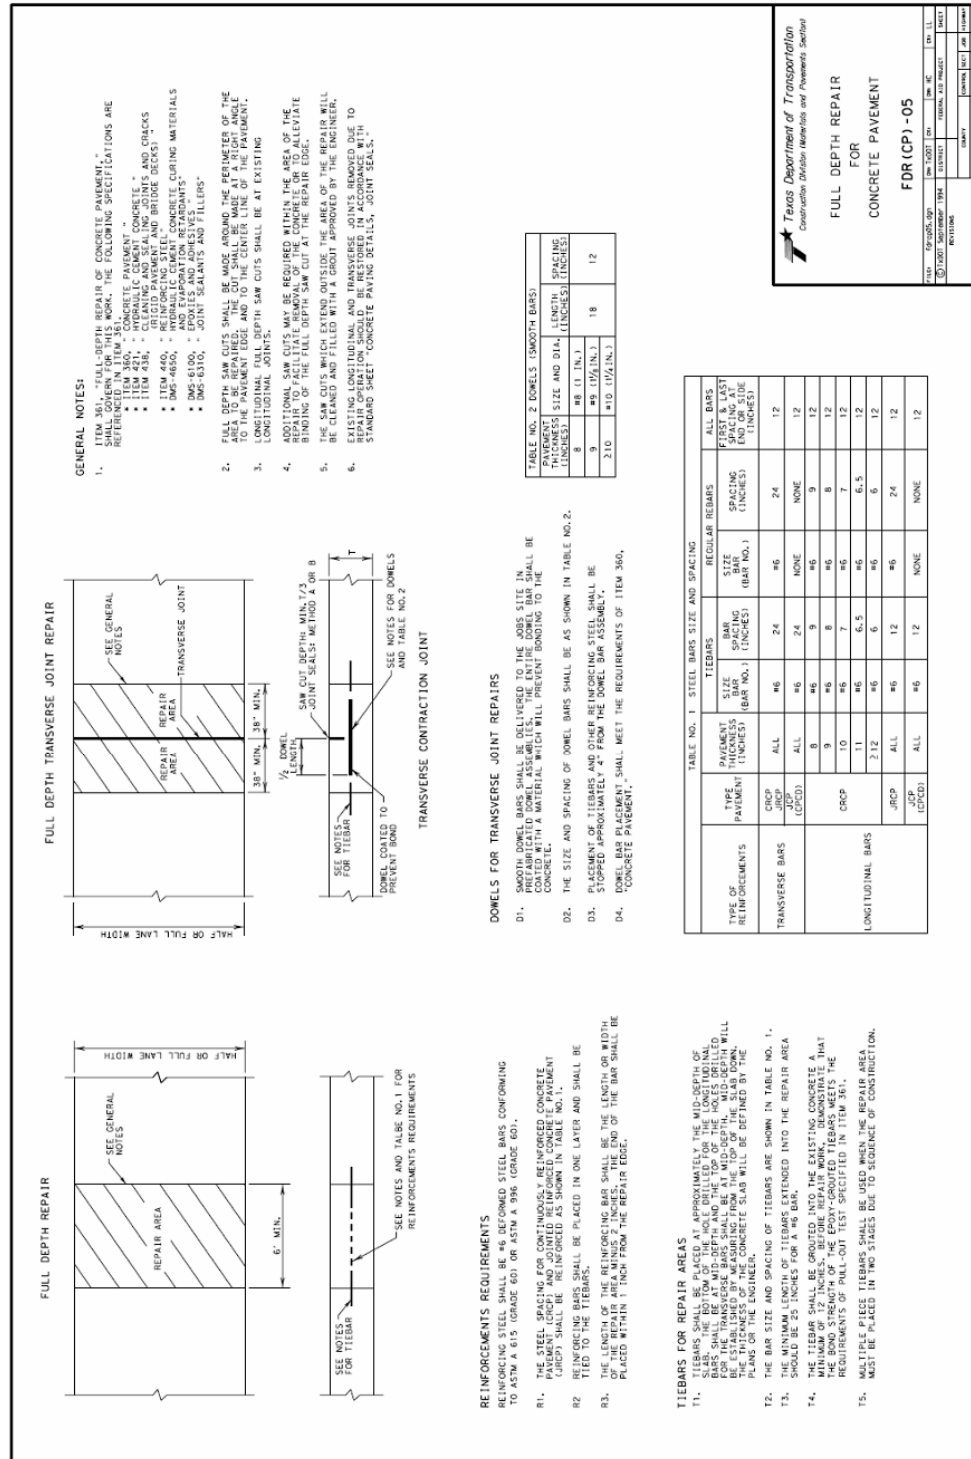 FULL DEPTH REPAIR
SEE GENERAL
NOTES
REPAIR AREA
HALF OR FULL LANE WIDTH
6' MIN.
SEE NOTES
FOR TIEBAR
SEE NOTES AND TALBE NO.1 FOR
REINFORCEMENTS REQUIREMENTS
FULL DEPTH TRANSVERSE JOINT REPAIR
HALF OR FULL LANE WIDTH
SEE GENERAL
NOTES
TRANSVERSE JOINT
REPAIR
AREA
REPAIR
AREA
38" MIN.
38" MIN.
1/2 DOWEL
LENGTH
SAW CUT DEPTH: MIN.T/3
JOINT SEALS: METHOD A OR B
T
SEE NOTES
FOR TIEBAR
DOWEL COATED TO
PREVENT BOND
SEE NOTES FOR DOWELS
AND TABLE NO.2
TRANSVERSE CONTRACTION JOINT
GENERAL NOTES:
1. ITEM 361, "FULL-DEPTH REPAIR OF CONCRETE PAVEMENT,"
SHALL GOVERN FOR THIS WORK. THE FOLLOWING SPECIFICATIONS ARE
REFERENCED IN ITEM 361.
* ITEM 360, " CONCRETE PAVEMENT "
* ITEM 421, " HYDRAULIC CEMENT CONCRETE "
* ITEM 438, " CLEANING AND SEALING JOINTS AND CRACKS
(RIGID PAVEMENT AND BRIDGE DECKS) "
* ITEM 440, " REINFORCING STEEL"
* DMS-4650, " HYDRAULIC CEMENT CONCRETE CURING MATERIALS
AND EVAPORATION RETARDANTS"
* DMS-6100, " EPOXIES AND ADHESIVES "
* DMS-6310, " JOINT SEALANTS AND FILLERS"
2. FULL DEPTH SAW CUTS SHALL BE MADE AROUND THE PERIMETER OF THE
AREA TO BE REPAIRED. THE CUT SHALL BE MADE AT A RIGHT ANGLE
TO THE PAVEMENT EDGE AND TO THE CENTER LINE OF THE PAVEMENT.
3. LONGITUDINAL FULL DEPTH SAW CUTS SHALL BE AT EXISTING
LONGITUDINAL JOINTS.
4. ADDITIONAL SAW CUTS MAY BE REQUIRED WITHIN THE AREA OF THE
REPAIR TO FACILITATE REMOVAL OF THE CONCRETE OR TO ALLEVIATE
BINDING OF THE FULL DEPTH SAW CUT AT THE REPAIR EDGE.
5. THE SAW CUTS WHICH EXTEND OUTSIDE THE AREA OF THE REPAIR WILL
BE CLEANED AND FILLED WITH A GROUT APPROVED BY THE ENGINEER.
6. EXISTING LONGITUDINAL AND TRANSVERSE JOINTS REMOVED DUE TO
REPAIR OPERATION SHOULD BE RESTORED IN ACCORDANCE WITH
STANDARD SHEET "CONCRETE PAVING DETAILS, JOINT SEALS."
REINFORCEMENTS REQUIREMENTS
REINFORCING STEEL SHALL BE #6 DEFORMED STEEL BARS CONFORMING
TO ASTM A 615 (GRADE 60) OR ASTM A 996 (GRADE 60).
R1. THE STEEL SPACING FOR CONTINUOUSLY REINFORCED CONCRETE
PAVEMENT (CRCP) AND JOINTED REINFORCED CONCRETE PAVEMENT
(JRCP) SHALL BE REINFORCED AS SHOWN IN TABLE NO.1.
R2 REINFORCING BARS SHALL BE PLACED IN ONE LAYER AND SHALL BE
TIED TO THE TIEBARS.
R3. THE LENGTH OF THE REINFORCING BAR SHALL BE THE LENGTH OR WIDTH
OF THE REPAIR AREA MINUS 2 INCHES. THE END OF THE BAR SHALL BE
PLACED WITHIN 1 INCH FROM THE REPAIR EDGE.
DOWELS FOR TRANSVERSE JOINT REPAIRS
D1. SMOOTH DOWEL BARS SHALL BE DELIVERED TO THE JOBS SITE IN
PREFABRICATED DOWEL ASSEMBLIES. THE ENTIRE DOWEL BAR SHALL BE
COATED WITH A MATERIAL WHICH WILL PREVENT BONDING TO THE
CONCRETE.
D2. THE SIZE AND SPACING OF DOWEL BARS SHALL BE AS SHOWN IN TABLE NO.2.
D3. PLACEMENT OF TIEBARS AND OTHER REINFORCING STEEL SHALL BE
STOPPED APPROXIMATELY 4" FROM THE DOWEL BAR ASSEMBLY.
D4. DOWEL BAR PLACEMENT SHALL MEET THE REQUIREMENTS OF ITEM 360,
"CONCRETE PAVEMENT."
TABLE NO. 2 DOWELS (SMOOTH BARS)
PAVEMENT THICKNESS (INCHES) SIZE AND DIA. LENGTH (INCHES) SPACING (INCHES)
8 #8 (1 IN.) 18 12
9 #9 (1 1/8 IN.)
≥10 #10 (1 1/4 IN.)
TIEBARS FOR REPAIR AREAS
T1. TIEBARS SHALL BE PLACED AT APPROXIMATELY THE MID-DEPTH OF
SLAB. THE BOTTOM OF THE HOLE DRILLED FOR THE LONGITUDINAL
BARS SHALL BE AT MID-DEPTH AND THE TOP OF THE HOLES DRILLED
FOR THE TRANSVERSE BARS SHALL BE AT MID-DEPTH. MID-DEPTH WILL
BE ESTABLISHED BY MEASURING FROM THE TOP OF THE SLAB DOWN.
THE THICKNESS OF THE CONCRETE SLAB WILL BE DEFINED BY THE
PLANS OR THE ENGINEER.
T2. THE BAR SIZE AND SPACING OF TIEBARS ARE SHOWN IN TABLE NO. 1.
T3. THE MINIMUM LENGTH OF TIEBARS EXTENDED INTO THE REPAIR AREA
SHOULD BE 25 INCHES FOR A #6 BAR.
T4. THE TIEBAR SHALL BE GROUTED INTO THE EXISTING CONCRETE A
MINIMUM OF 12 INCHES. BEFORE REPAIR WORK, DEMONSTRATE THAT
THE BOND STRENGTH OF THE EPOXY-GROUTED TIEBARS MEETS THE
REQUIREMENTS OF PULL-OUT TEST SPECIFIED IN ITEM 361.
T5. MULTIPLE PIECE TIEBARS SHALL BE USED WHEN THE REPAIR AREA
MUST BE PLACED IN TWO STAGES DUE TO SEQUENCE OF CONSTRUCTION.
TABLE NO. 1 STEEL BARS SIZE AND SPACING
TYPE OF REINFORCEMENTS TYPE PAVEMENT PAVEMENT THICKNESS (INCHES) TIEBARS REGULAR REBARS ALL BARS
SIZE BAR (BAR NO.) BAR SPACING (INCHES) SIZE BAR (BAR NO.) SPACING (INCHES) FIRST & LAST SPACING AT END OR SIDE (INCHES)
TRANSVERSE BARS CRCP JRCP ALL #6 24 #6 24 12
JCP (CPCD) ALL #6 24 NONE NONE 12
LONGITUDINAL BARS CRCP 8 #6 9 #6 9 12
9 #6 8 #6 8 12
10 #6 7 #6 7 12
11 #6 6.5 #6 6.5 12
≥12 #6 6 #6 6 12
JRCP ALL #6 12 #6 24 12
JCP (CPCD) ALL #6 12 NONE NONE 12
Texas Department of Transportation
Construction Division (Materials and Pavements Section)
FULL DEPTH REPAIR
FOR
CONCRETE PAVEMENT
FDR(CP)-05
FILE: fdrcp05.dgn DN: TxDOT CK: DW: HC CK: LL
© TxDOT September 1994 DISTRICT FEDERAL AID PROJECT SHEET
REVISIONS
COUNTY CONTROL SECT JOB HIGHWAY